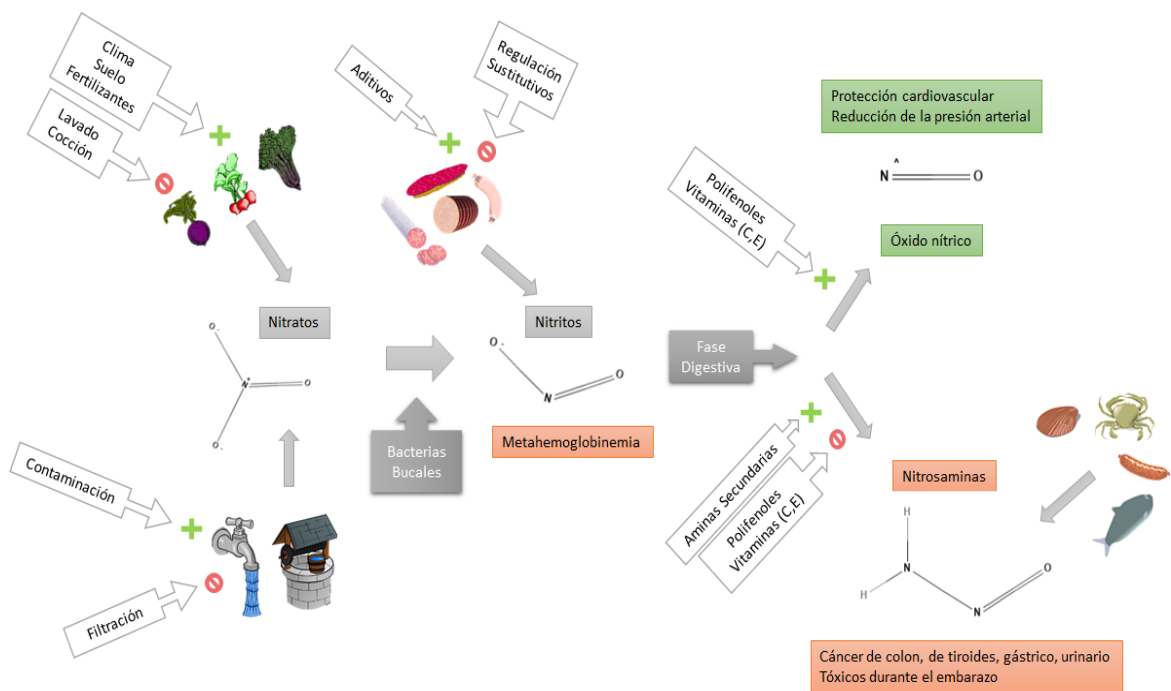 Clima
Suelo
Fertilizantes
Lavado
Cocción
Aditivos
Regulación
Sustitutivos
Nitratos
O
-
N
+
O
O
-
Contaminación
Filtración
Bacterias
Bucales
Nitritos
O
-
N
O
Metahemoglobinemia
Fase
Digestiva
Polifenoles
Vitaminas (C,E)
Protección cardiovascular
Reducción de la presión arterial
^
N
O
Óxido nítrico
Aminas Secundarias
Polifenoles
Vitaminas (C,E)
Nitrosaminas
H
N
H
N
O
Cáncer de colon, de tiroides, gástrico, urinario
Tóxicos durante el embarazo